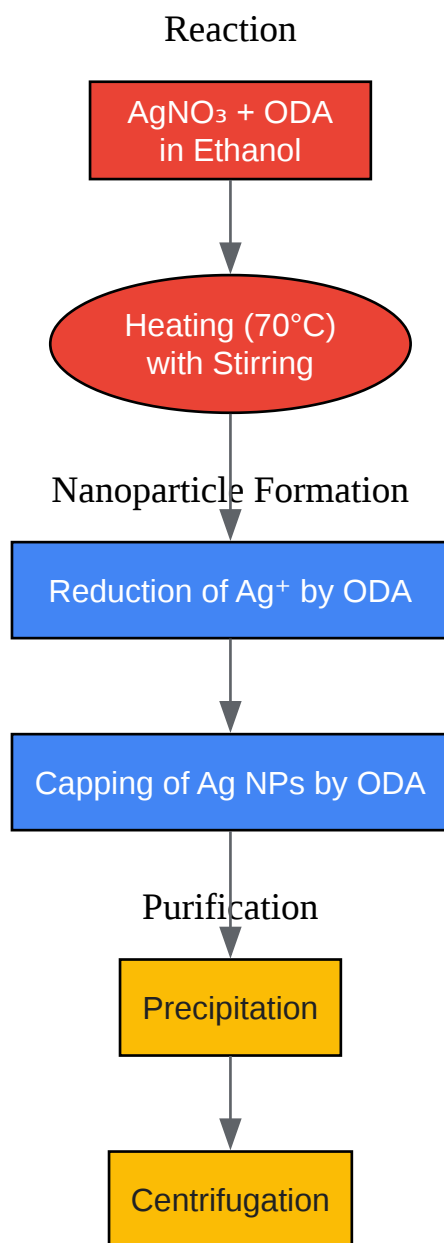 Reaction
AgNO₃ + ODA
in Ethanol
Heating (70°C)
with Stirring
Nanoparticle Formation
Reduction of Ag⁺ by ODA
Capping of Ag NPs by ODA
Purification
Precipitation
Centrifugation